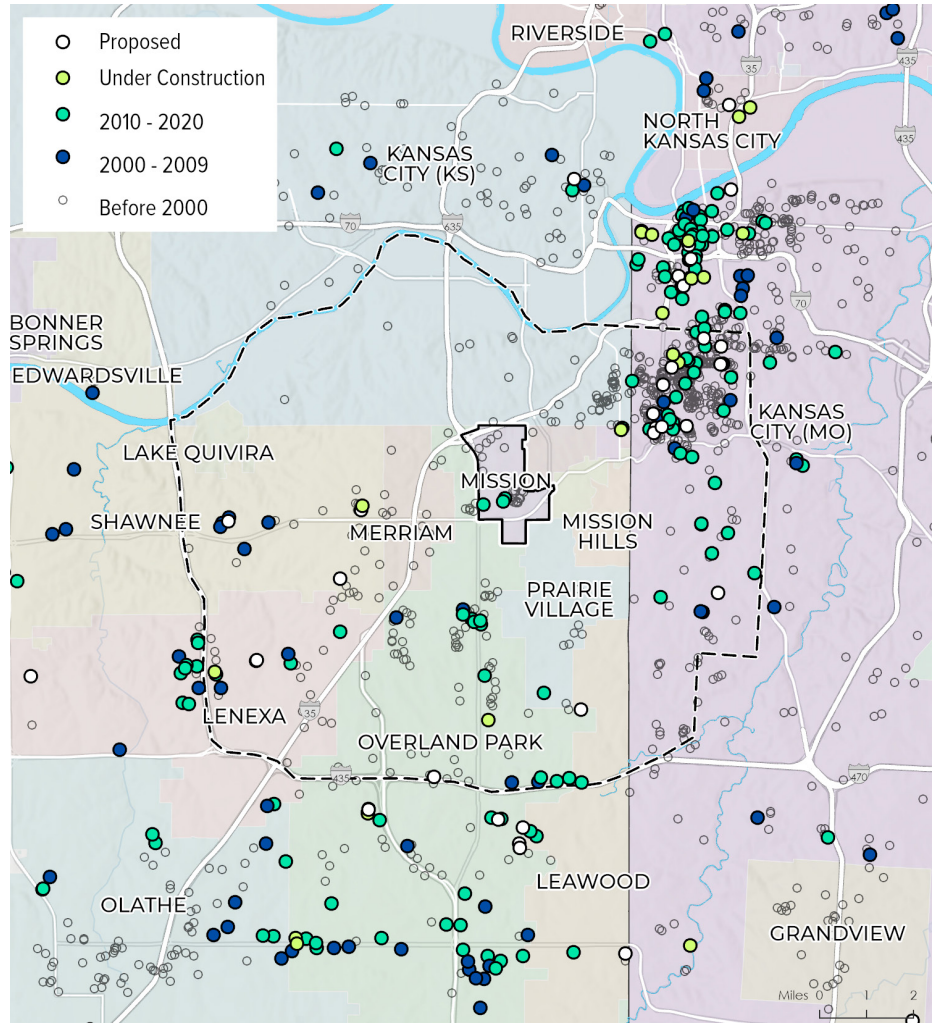 Proposed
Under Construction
2010 - 2020
2000 - 2009
Before 2000
RIVERSIDE
435
35
NORTH
KANSAS CITY
435
KANSAS
CITY (KS)
70
635
70
BONNER
SPRINGS
EDWARDSVILLE
KANSAS
CITY (MO)
LAKE QUIVIRA
MISSION
SHAWNEE
MERRIAM
MISSION
HILLS
PRAIRIE
VILLAGE
LENEXA
35
OVERLAND PARK
435
470
LEAWOOD
OLATHE
GRANDVIEW
Miles 0 1 2